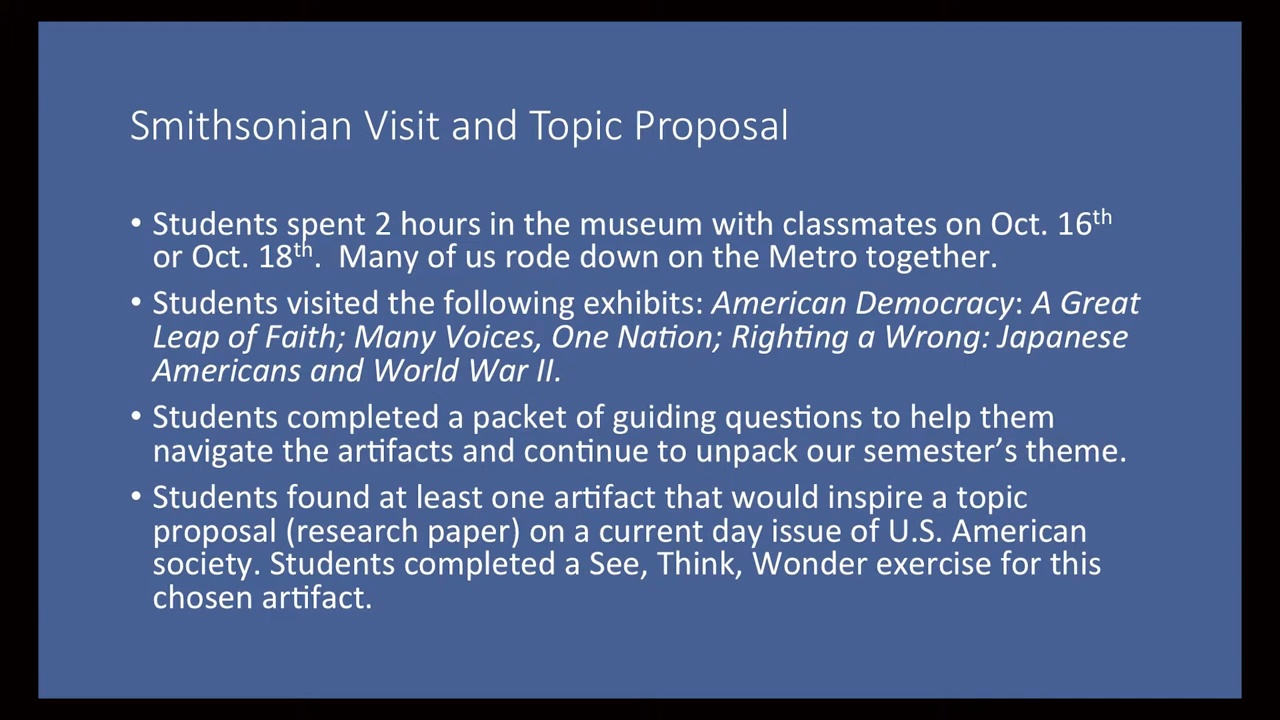 Smithsonian Visit and Topic Proposal
• Students spent 2 hours in the museum with classmates on Oct. 16th
or Oct. 18th.  Many of us rode down on the Metro together.
• Students visited the following exhibits: American Democracy: A Great
Leap of Faith; Many Voices, One Nation; Righting a Wrong: Japanese
Americans and World War II.
• Students completed a packet of guiding questions to help them
navigate the artifacts and continue to unpack our semester’s theme.
• Students found at least one artifact that would inspire a topic
proposal (research paper) on a current day issue of U.S. American
society. Students completed a See, Think, Wonder exercise for this
chosen artifact.